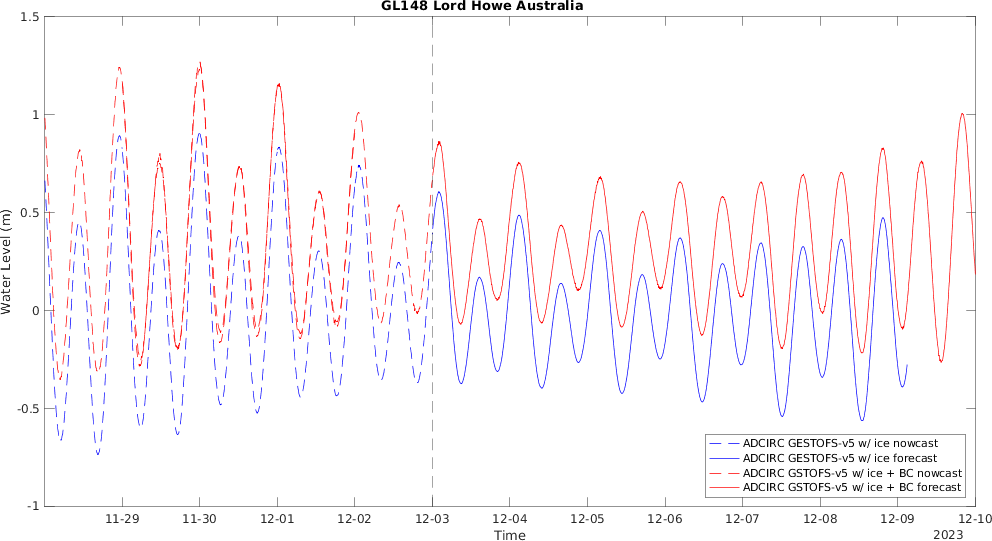 GL148 Lord Howe Australia
1.5
1
0.5
0
-0.5
-1
Water Level (m)
11-29 11-30 12-01 12-02 12-03 12-04 12-05 12-06 12-07 12-08 12-09 12-10
Time
2023
ADCIRC GESTOFS-v5 w/ ice nowcast
ADCIRC GESTOFS-v5 w/ ice forecast
ADCIRC GSTOFS-v5 w/ ice + BC nowcast
ADCIRC GSTOFS-v5 w/ ice + BC forecast